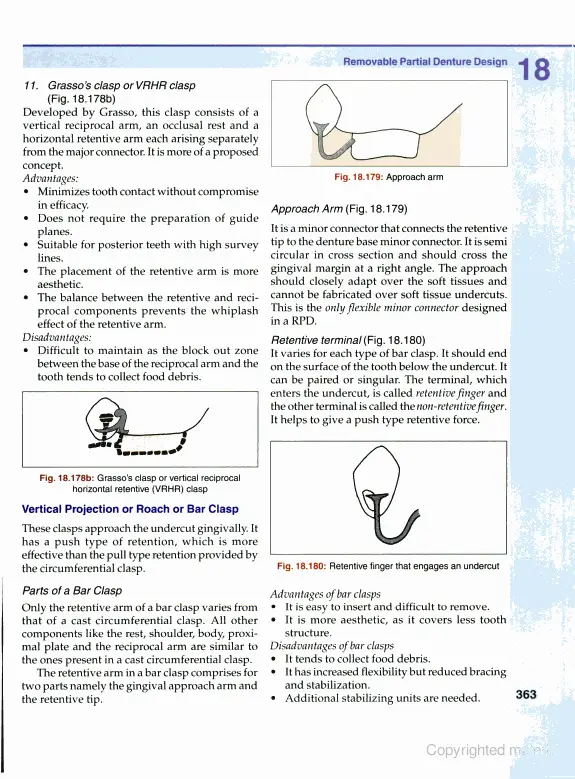 Removable Partial Denture Design
18
11. Grasso's clasp or VRHR clasp
(Fig. 18.178b)
Developed by Grasso, this clasp consists of a
vertical reciprocal arm, an occlusal rest and a
horizontal retentive arm each arising separately
from the major connector. It is more of a proposed
concept.
Advantages:
• Minimizes tooth contact without compromise
in efficacy.
• Does not require the preparation of guide
planes.
• Suitable for posterior teeth with high survey
lines.
• The placement of the retentive arm is more
aesthetic.
• The balance between the retentive and reci-
procal components prevents the whiplash
effect of the retentive arm.
Disadvantages:
• Difficult to maintain as the block out zone
between the base of the reciprocal arm and the
tooth tends to collect food debris.
Fig. 18.178b: Grasso's clasp or vertical reciprocal
horizontal retentive (VRHR) clasp
Vertical Projection or Roach or Bar Clasp
These clasps approach the undercut gingivally. It
has a push type of retention, which is more
effective than the pull type retention provided by
the circumferential clasp.
Parts of a Bar Clasp
Only the retentive arm of a bar clasp varies from
that of a cast circumferential clasp. All other
components like the rest, shoulder, body, proxi-
mal plate and the reciprocal arm are similar to
the ones present in a cast circumferential clasp.
The retentive arm in a bar clasp comprises for
two parts namely the gingival approach arm and
the retentive tip.
Fig. 18.179: Approach arm
Approach Arm (Fig. 18.179)
It is a minor connector that connects the retentive
tip to the denture base minor connector. It is semi
circular in cross section and should cross the
gingival margin at a right angle. The approach
should closely adapt over the soft tissues and
cannot be fabricated over soft tissue undercuts.
This is the only flexible minor connector designed
in a RPD.
Retentive terminal (Fig. 18.180)
It varies for each type of bar clasp. It should end
on the surface of the tooth below the undercut. It
can be paired or singular. The terminal, which
enters the undercut, is called retentive finger and
the other terminal is called the non-retentive finger.
It helps to give a push type retentive force.
Fig. 18.180: Retentive finger that engages an undercut
Advantages of bar clasps
• It is easy to insert and difficult to remove.
• It is more aesthetic, as it covers less tooth
structure.
Disadvantages of bar clasps
• It tends to collect food debris.
• It has increased flexibility but reduced bracing
and stabilization.
• Additional stabilizing units are needed.
363
Copyrighted